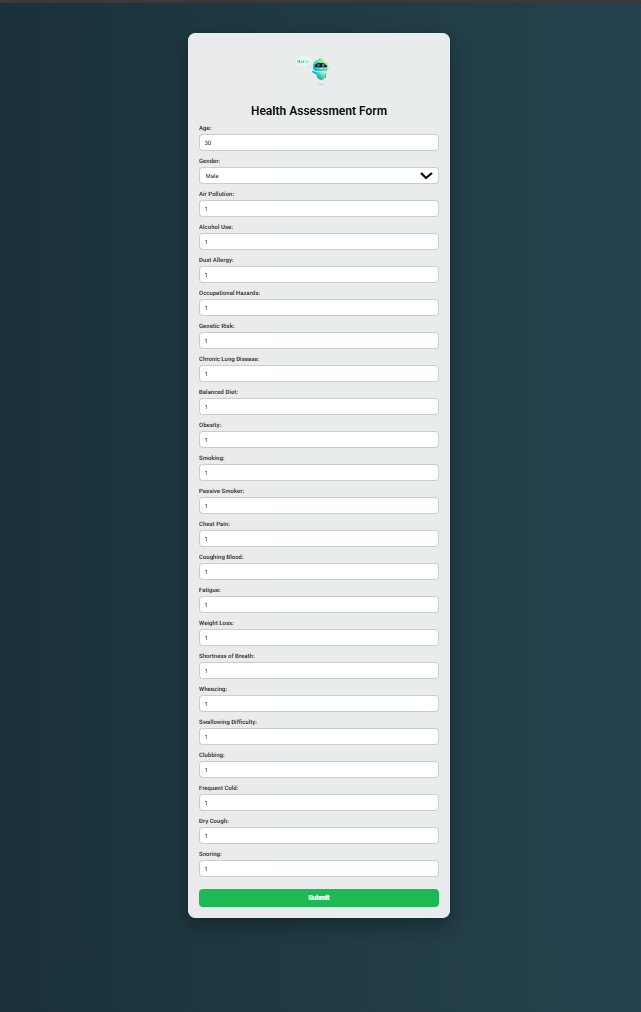 Hello
Health Assessment Form
Age:
30
Gender:
Male
Air Pollution:
1
Alcohol Use:
1
Dust Allergy:
1
Occupational Hazards:
1
Genetic Risk:
1
Chronic Lung Disease:
1
Balanced Diet:
1
Obesity:
1
Smoking:
1
Passive Smoker:
1
Chest Pain:
1
Coughing Blood:
1
Fatigue:
1
Weight Loss:
1
Shortness of Breath:
1
Wheezing:
1
Swallowing Difficulty:
1
Clubbing:
1
Frequent Cold:
1
Dry Cough:
1
Snoring:
1
Submit